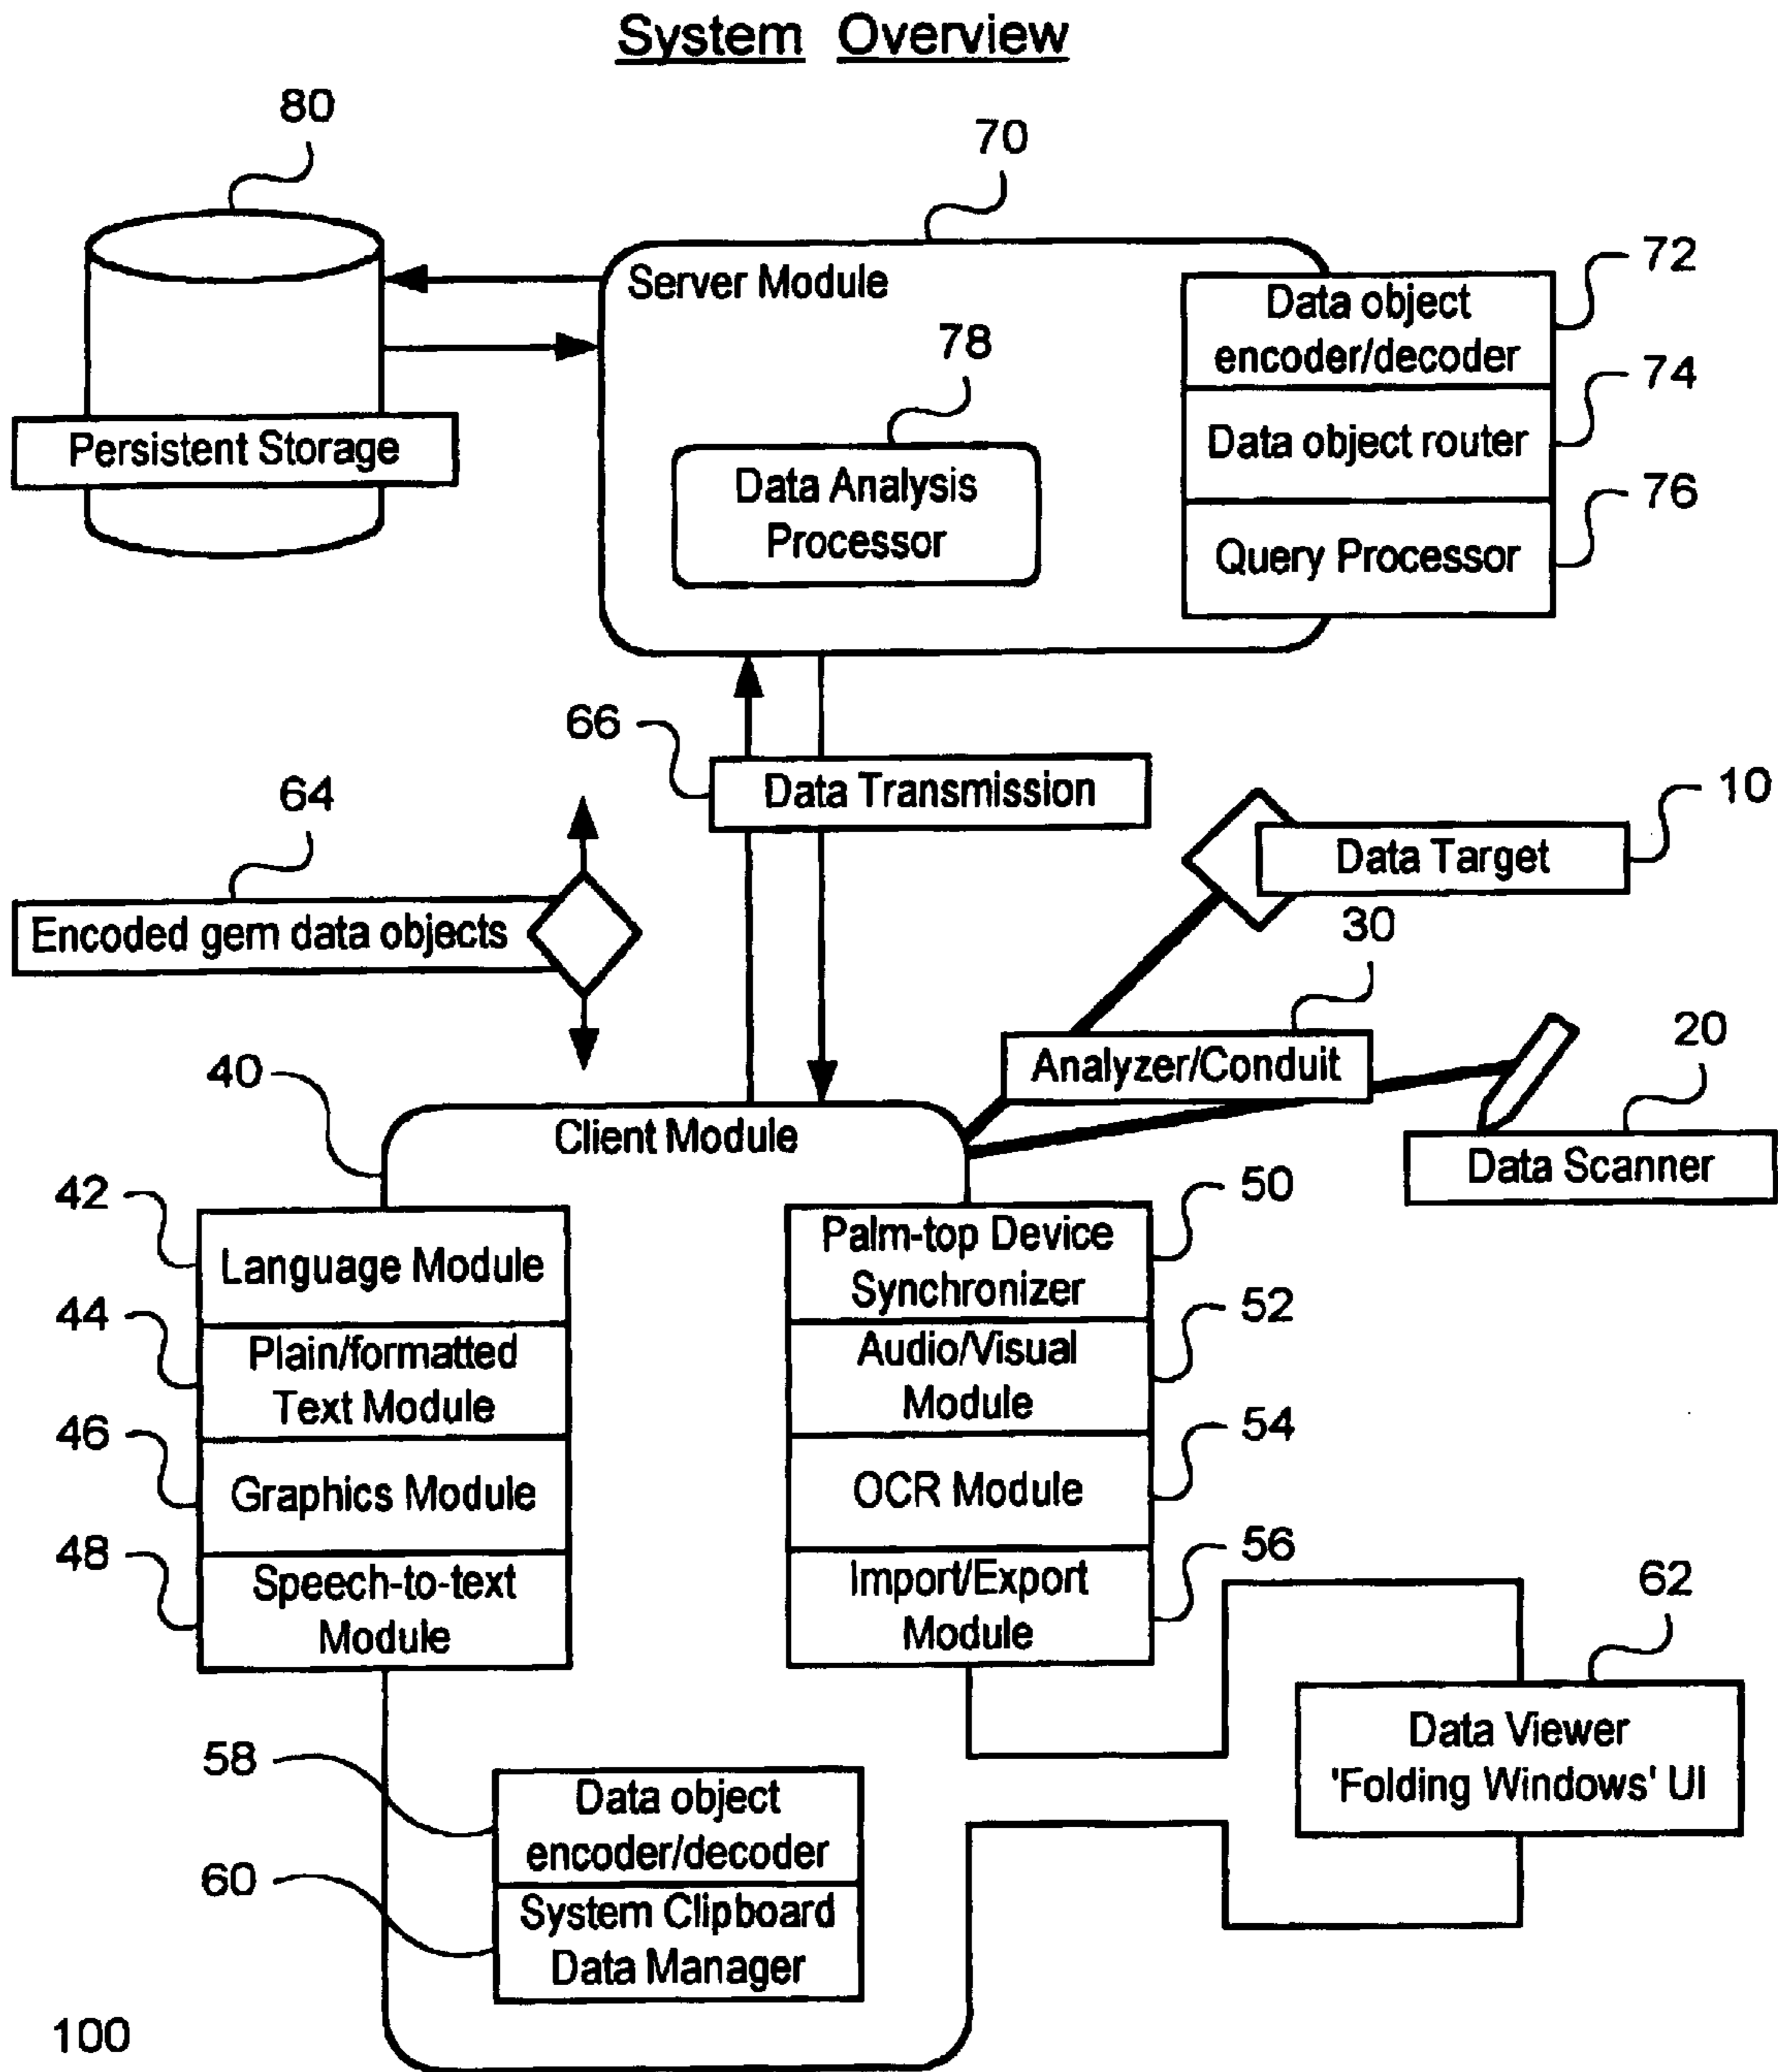 System Overview
80
70
Server Module
72
Data object
encoder/decoder
78
74
Data object router
Persistent Storage
Data Analysis
Processor
76
Query Processor
66
Data Transmission
64
Encoded gem data objects
10
Data Target
30
Analyzer/Conduit
20
Data Scanner
40
Client Module
42
Language Module
44
Plain/formatted
Text Module
46
Graphics Module
48
Speech-to-text
Module
50
Palm-top Device
Synchronizer
52
Audio/Visual
Module
54
OCR Module
56
Import/Export
Module
62
Data Viewer
'Folding Windows' UI
58
Data object
encoder/decoder
60
System Clipboard
Data Manager
100